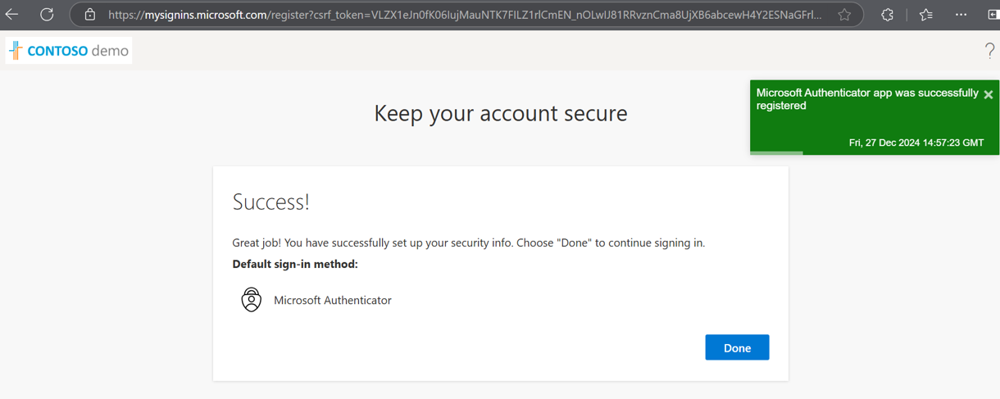 https://mysignins.microsoft.com/register?csrf_token=VLZX1eJn0fK06IujMauNTK7FILZ1rlCmEN_nOLwIJ81RRvznCma8UjXB6abcewH4Y2ESNaGFrl...
CONTOSO demo
?
Microsoft Authenticator app was successfully
registered
Fri, 27 Dec 2024 14:57:23 GMT
Keep your account secure
Success!
Great job! You have successfully set up your security info. Choose "Done" to continue signing in.
Default sign-in method:
Microsoft Authenticator
Done